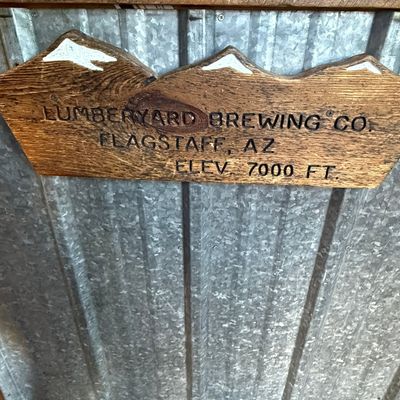 LUMBERYARD BREWING CO.
FLAGSTAFF, AZ
ELEV. 7000 FT.